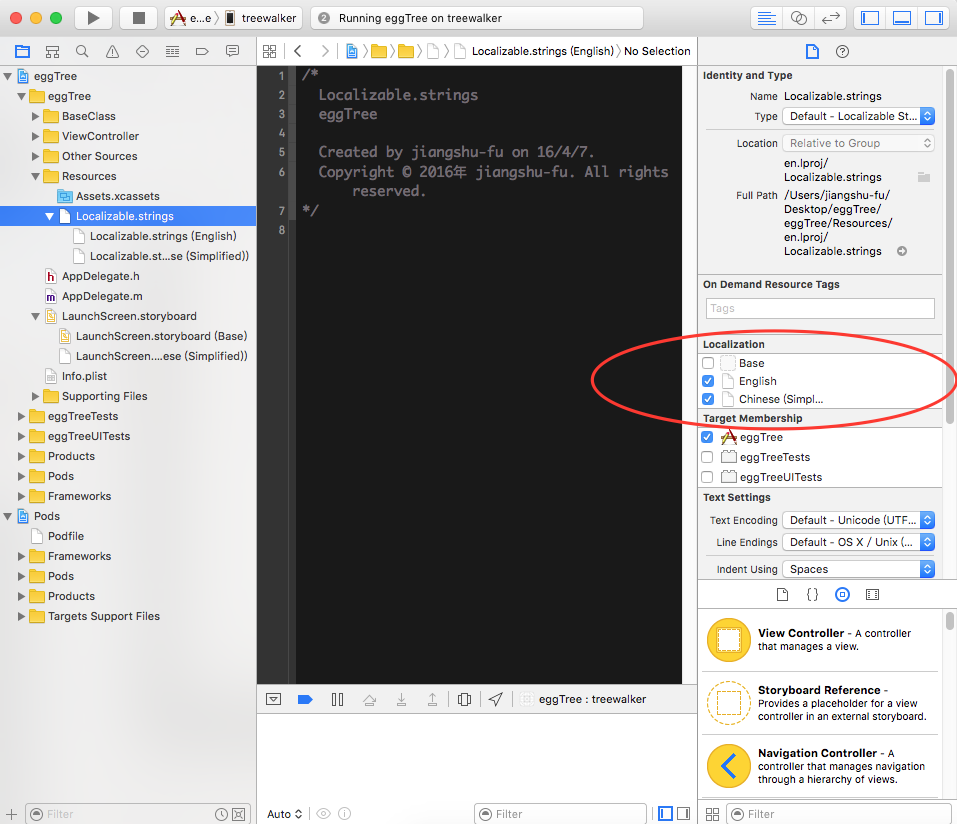 e...e
treewalker
2
Running eggTree on treewalker
Localizable.strings (English)
No Selection
eggTree
eggTree
BaseClass
ViewController
Other Sources
Resources
Assets.xcassets
Localizable.strings
Localizable.strings (English)
Localizable.st...se (Simplified))
AppDelegate.h
AppDelegate.m
LaunchScreen.storyboard
LaunchScreen.storyboard (Base)
LaunchScreen....ese (Simplified))
Info.plist
Supporting Files
eggTreeTests
eggTreeUITests
Products
Pods
Frameworks
Pods
Podfile
Frameworks
Pods
Products
Targets Support Files
Filter
1 /*
2 Localizable.strings
3 eggTree
4
5 Created by jiangshu-fu on 16/4/7.
6 Copyright © 2016年 jiangshu-fu. All rights
reserved.
7 */
8
eggTree : treewalker
Auto
Filter
Identity and Type
Name Localizable.strings
Type Default - Localizable St...
Location Relative to Group
en.lproj/
Localizable.strings
Full Path /Users/jiangshu-fu/
Desktop/eggTree/
eggTree/Resources/
en.lproj/
Localizable.strings
On Demand Resource Tags
Tags
Localization
Base
English
Chinese (Simpl...
Target Membership
eggTree
eggTreeTests
eggTreeUITests
Text Settings
Text Encoding Default - Unicode (UTF...
Line Endings Default - OS X / Unix (...
Indent Using Spaces
View Controller - A controller
that manages a view.
Storyboard Reference -
Provides a placeholder for a view
controller in an external storyboard.
Navigation Controller - A
controller that manages navigation
through a hierarchy of views.
Filter